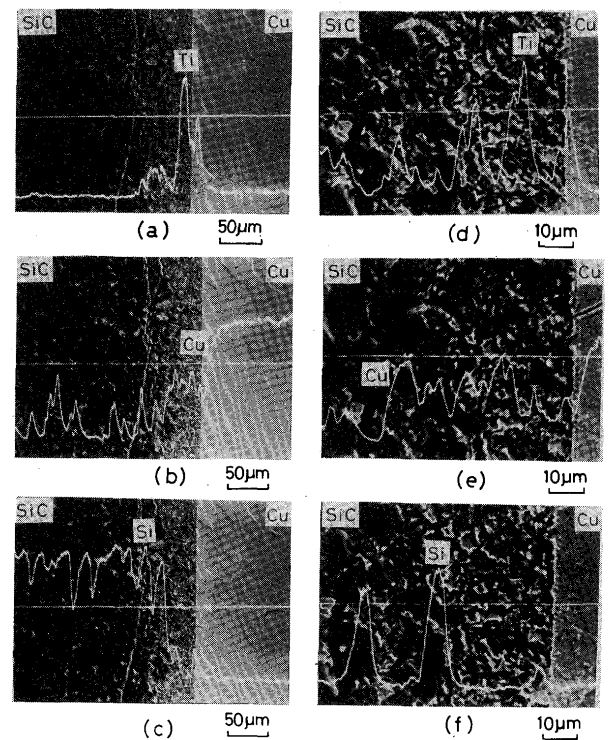 SiC Cu
Ti
(a) 50μm
SiC Cu
Ti
(d) 10μm
SiC Cu
Cu
(b) 50μm
SiC Cu
Cu
(e) 10μm
SiC Cu
Si
(c) 50μm
SiC Cu
Si
(f) 10μm